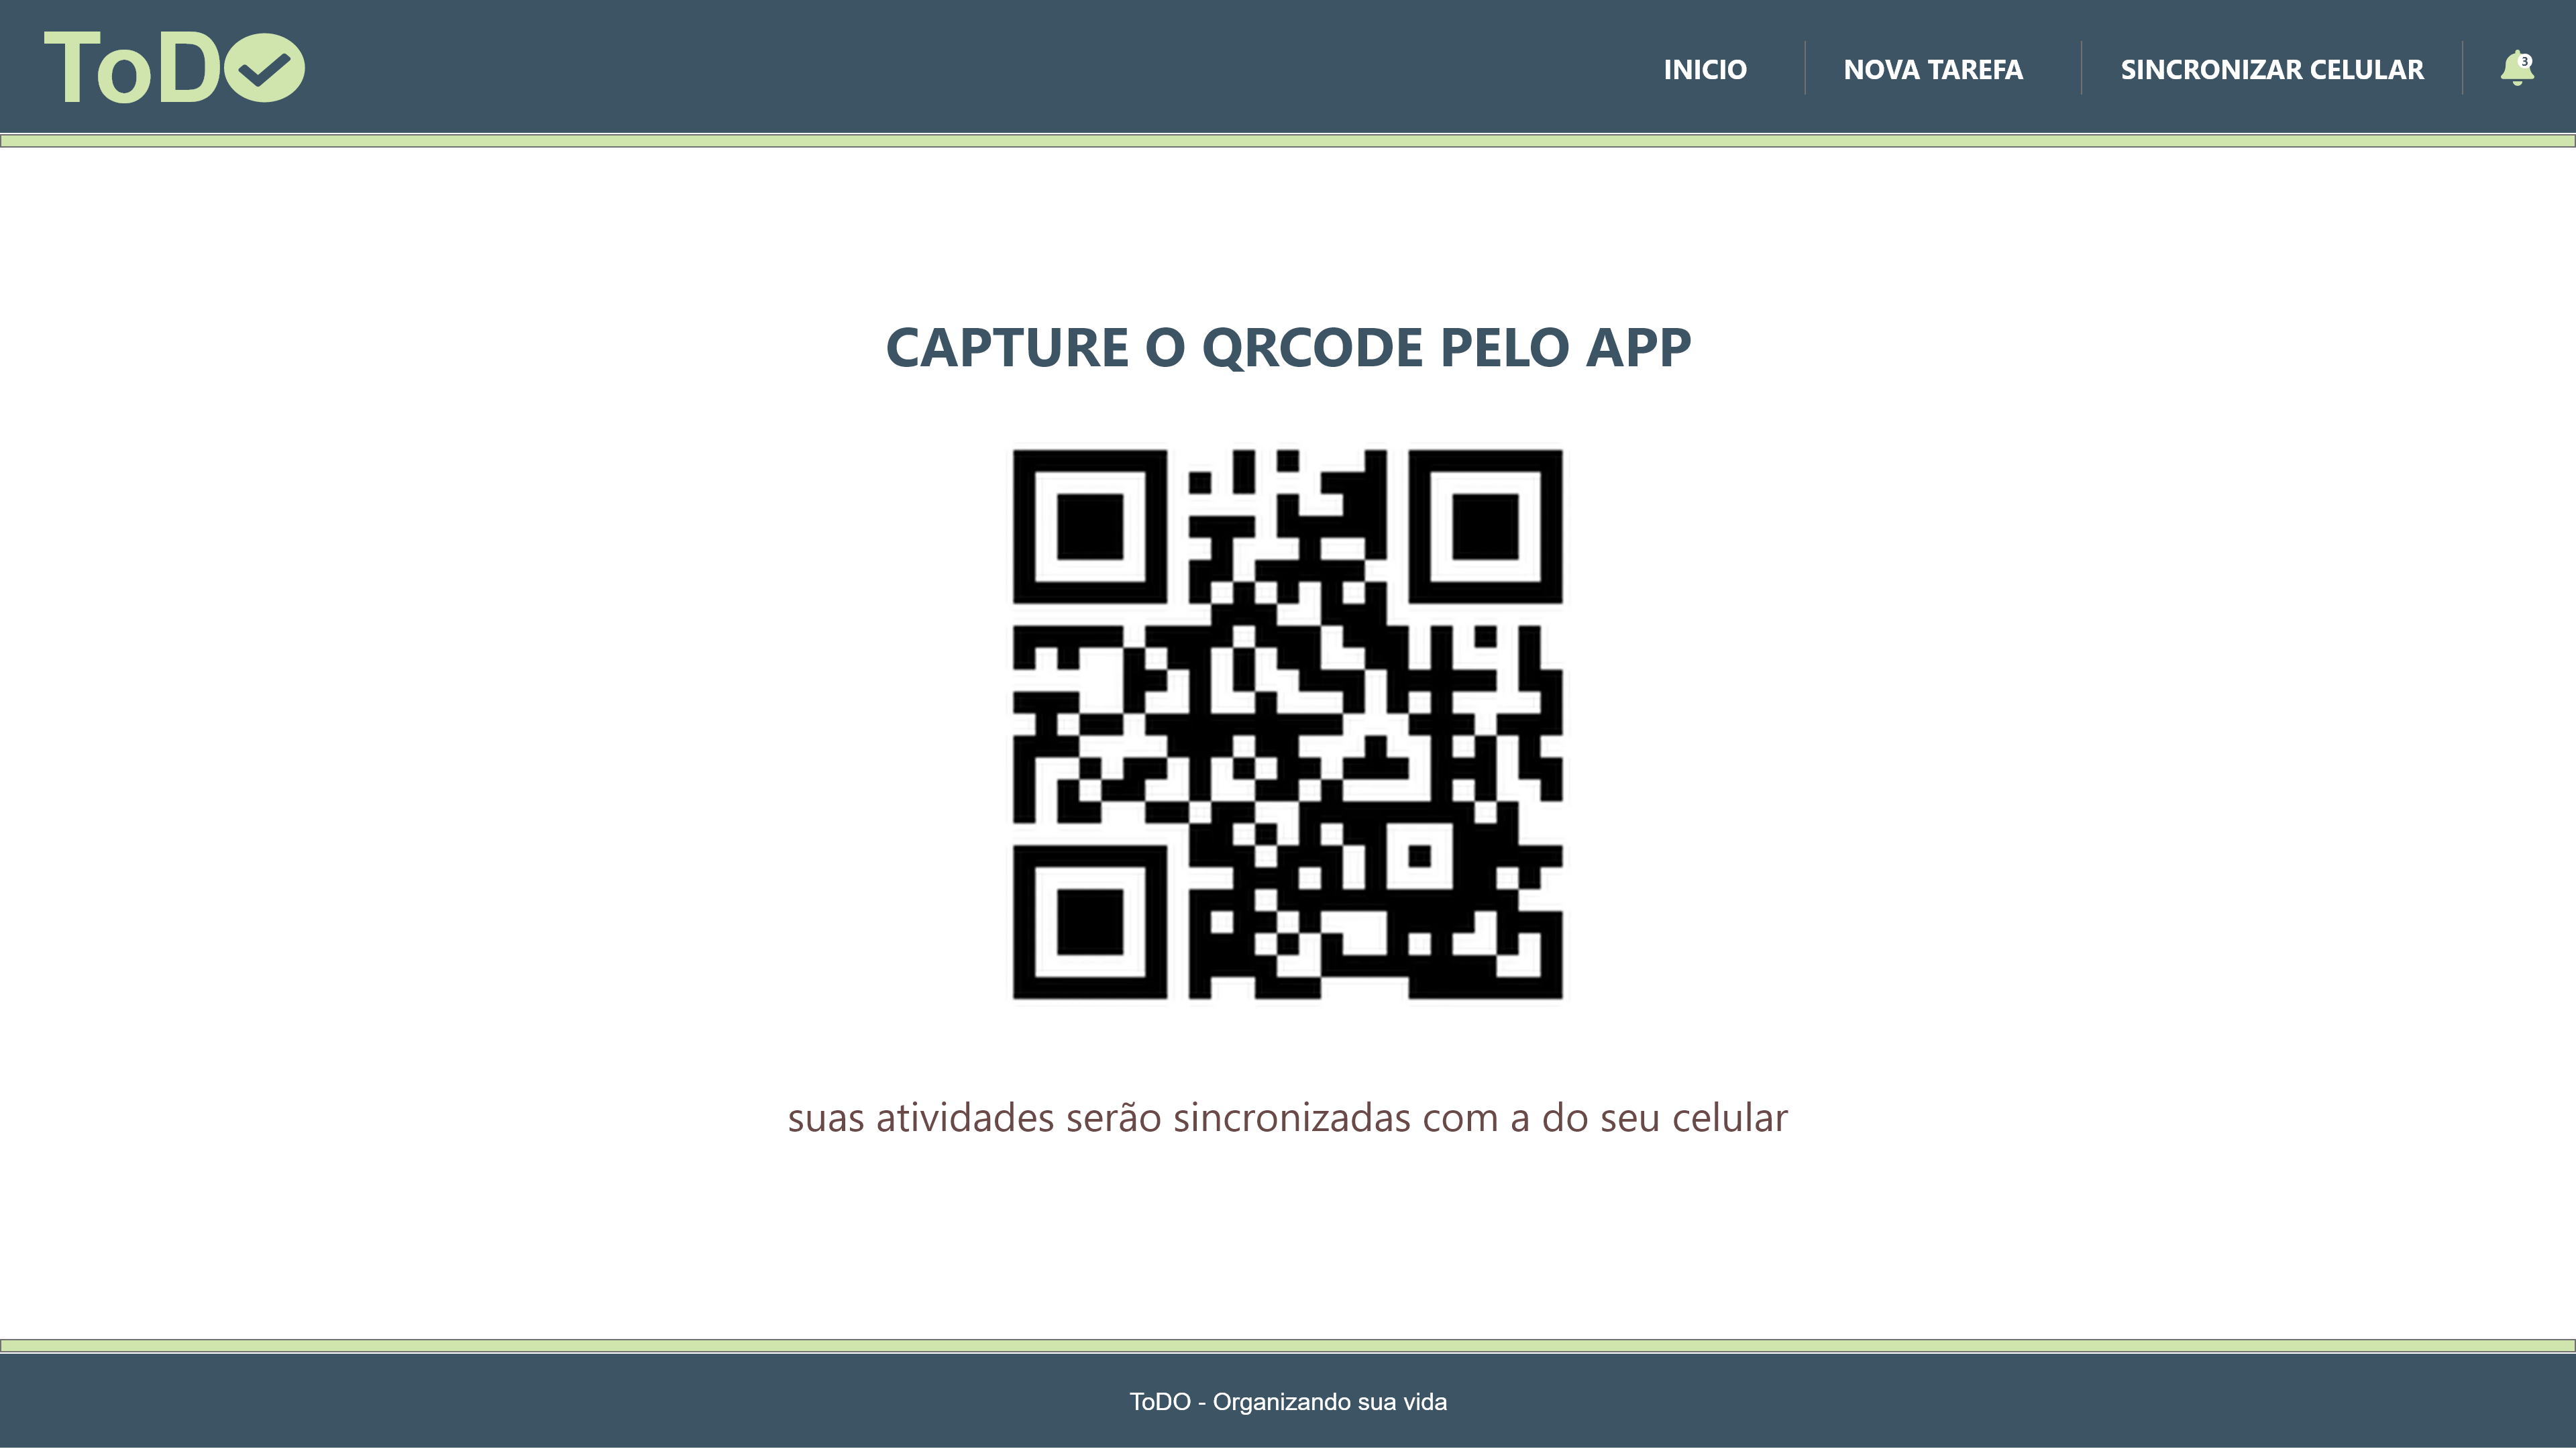 ToDO
INICIO
NOVA TAREFA
SINCRONIZAR CELULAR
3
CAPTURE O QRCODE PELO APP
suas atividades serão sincronizadas com a do seu celular
ToDO - Organizando sua vida